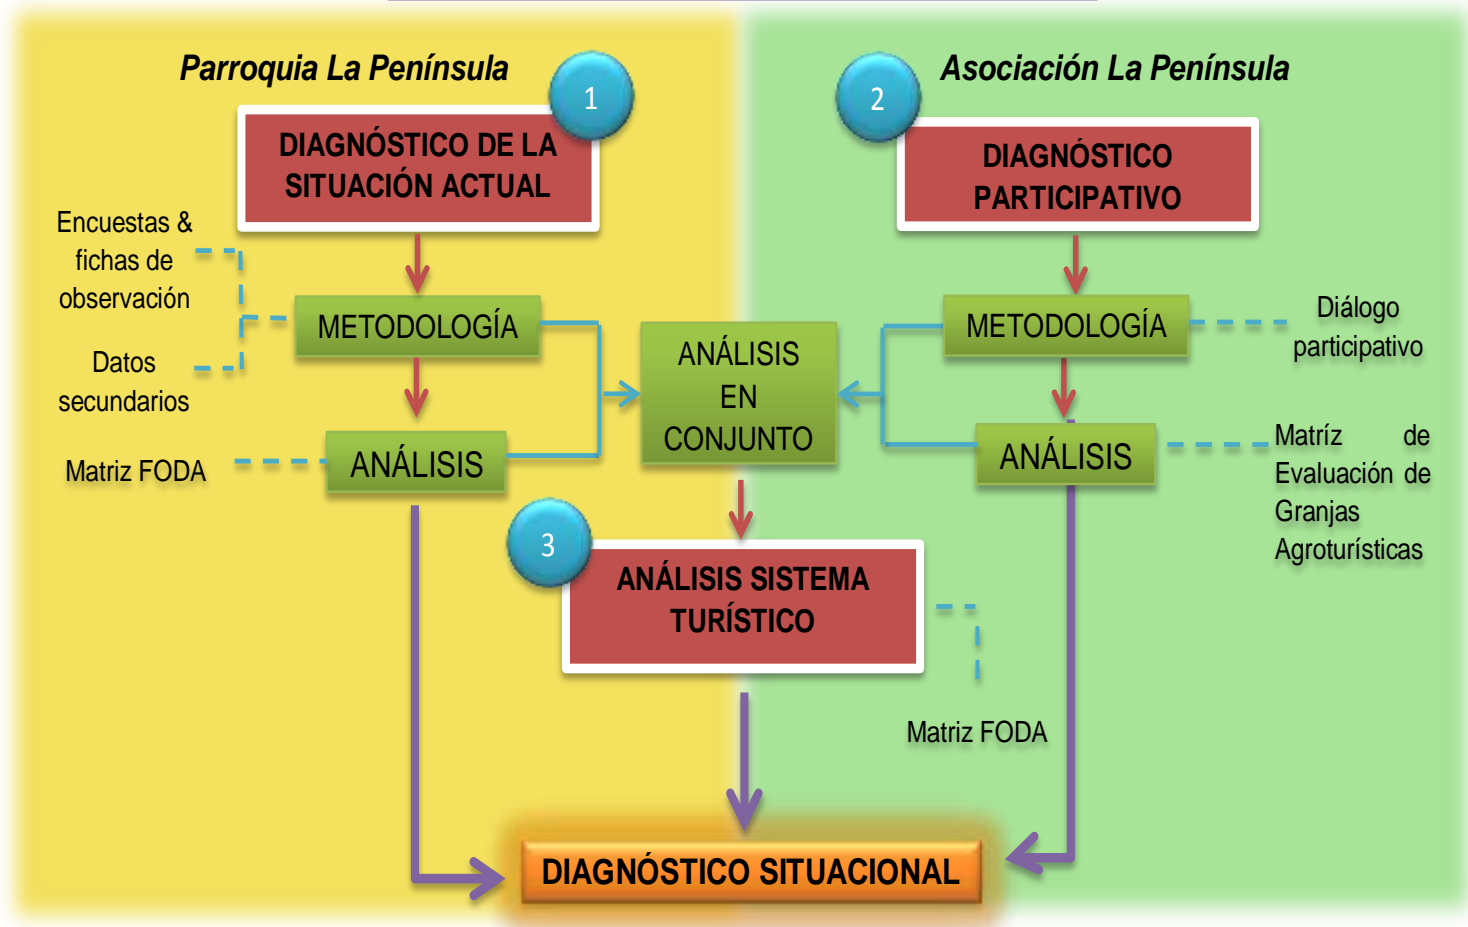 Parroquia La Península
Asociación La Península
1
2
DIAGNÓSTICO DE LA
SITUACIÓN ACTUAL
DIAGNÓSTICO
PARTICIPATIVO
Encuestas &
fichas de
observación
Datos
secundarios
METODOLOGÍA
ANÁLISIS
EN
CONJUNTO
METODOLOGÍA
Diálogo
participativo
Matriz FODA
ANÁLISIS
ANÁLISIS
Matríz de
Evaluación de
Granjas
Agroturísticas
3
ANÁLISIS SISTEMA
TURÍSTICO
Matriz FODA
DIAGNÓSTICO SITUACIONAL